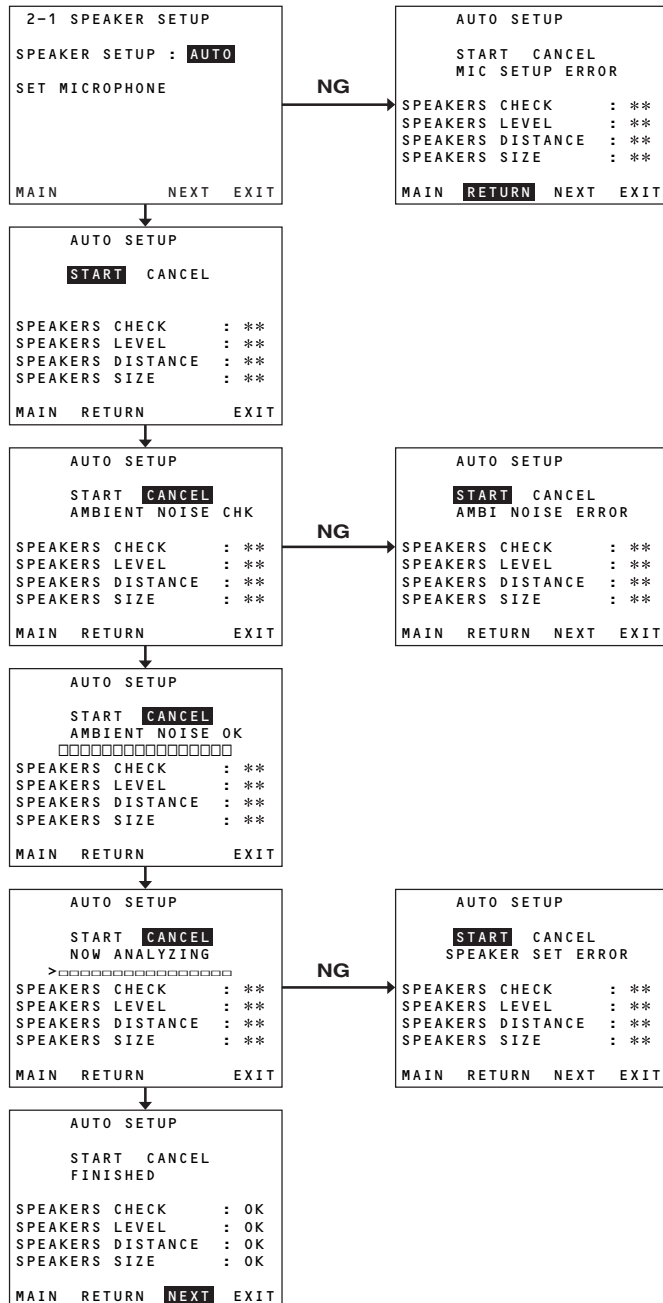 2-1 SPEAKER SETUP
SPEAKER SETUP : AUTO
SET MICROPHONE
MAIN NEXT EXIT
NG
AUTO SETUP
START CANCEL
MIC SETUP ERROR
SPEAKERS CHECK : **
SPEAKERS LEVEL : **
SPEAKERS DISTANCE : **
SPEAKERS SIZE : **
MAIN RETURN NEXT EXIT
AUTO SETUP
START CANCEL
SPEAKERS CHECK : **
SPEAKERS LEVEL : **
SPEAKERS DISTANCE : **
SPEAKERS SIZE : **
MAIN RETURN EXIT
AUTO SETUP
START CANCEL
AMBIENT NOISE CHK
SPEAKERS CHECK : **
SPEAKERS LEVEL : **
SPEAKERS DISTANCE : **
SPEAKERS SIZE : **
MAIN RETURN EXIT
NG
AUTO SETUP
START CANCEL
AMBI NOISE ERROR
SPEAKERS CHECK : **
SPEAKERS LEVEL : **
SPEAKERS DISTANCE : **
SPEAKERS SIZE : **
MAIN RETURN NEXT EXIT
AUTO SETUP
START CANCEL
AMBIENT NOISE OK
□□□□□□□□□□□□□□□□
SPEAKERS CHECK : **
SPEAKERS LEVEL : **
SPEAKERS DISTANCE : **
SPEAKERS SIZE : **
MAIN RETURN EXIT
AUTO SETUP
START CANCEL
NOW ANALYZING
>□□□□□□□□□□□□□□□□
SPEAKERS CHECK : **
SPEAKERS LEVEL : **
SPEAKERS DISTANCE : **
SPEAKERS SIZE : **
MAIN RETURN EXIT
NG
AUTO SETUP
START CANCEL
SPEAKER SET ERROR
SPEAKERS CHECK : **
SPEAKERS LEVEL : **
SPEAKERS DISTANCE : **
SPEAKERS SIZE : **
MAIN RETURN NEXT EXIT
AUTO SETUP
START CANCEL
FINISHED
SPEAKERS CHECK : OK
SPEAKERS LEVEL : OK
SPEAKERS DISTANCE : OK
SPEAKERS SIZE : OK
MAIN RETURN NEXT EXIT